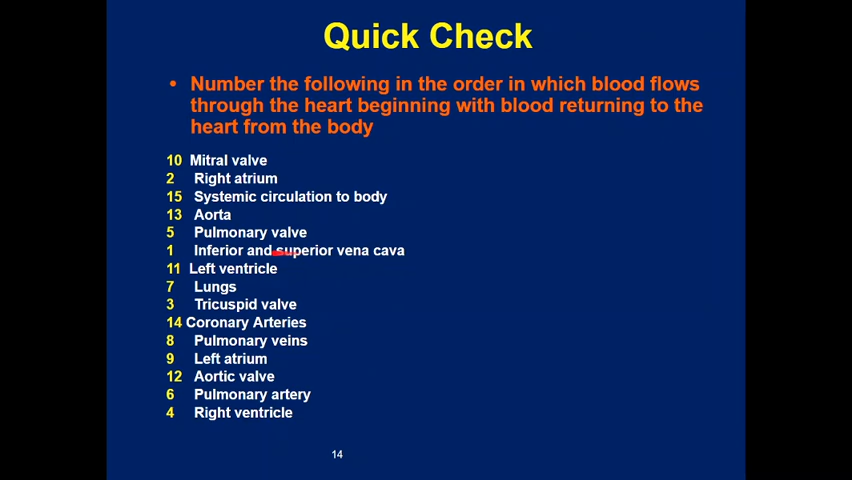 Quick Check
• Number the following in the order in which blood flows
through the heart beginning with blood returning to the
heart from the body
10 Mitral valve
2 Right atrium
15 Systemic circulation to body
13 Aorta
5 Pulmonary valve
1 Inferior and superior vena cava
11 Left ventricle
7 Lungs
3 Tricuspid valve
14 Coronary Arteries
8 Pulmonary veins
9 Left atrium
12 Aortic valve
6 Pulmonary artery
4 Right ventricle
14